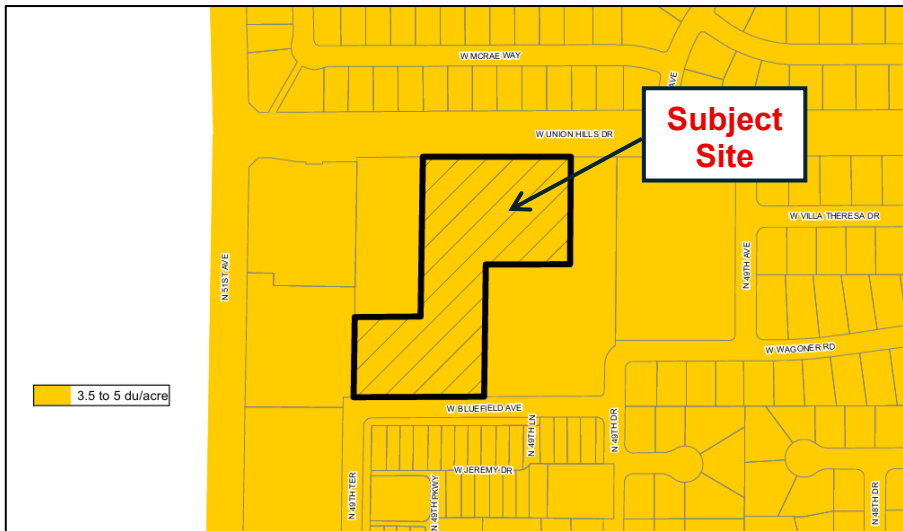 W MCRAE WAY
AVE
W UNION HILLS DR
Subject
Site
W VILLA THERESA DR
N 51ST AVE
N 49TH AVE
W WAGONER RD
3.5 to 5 du/acre
W BLUEFIELD AVE
N 49TH LN
N 49TH DR
W JEREMY DR
N 49TH TER
N 49TH PKWY
N 48TH DR